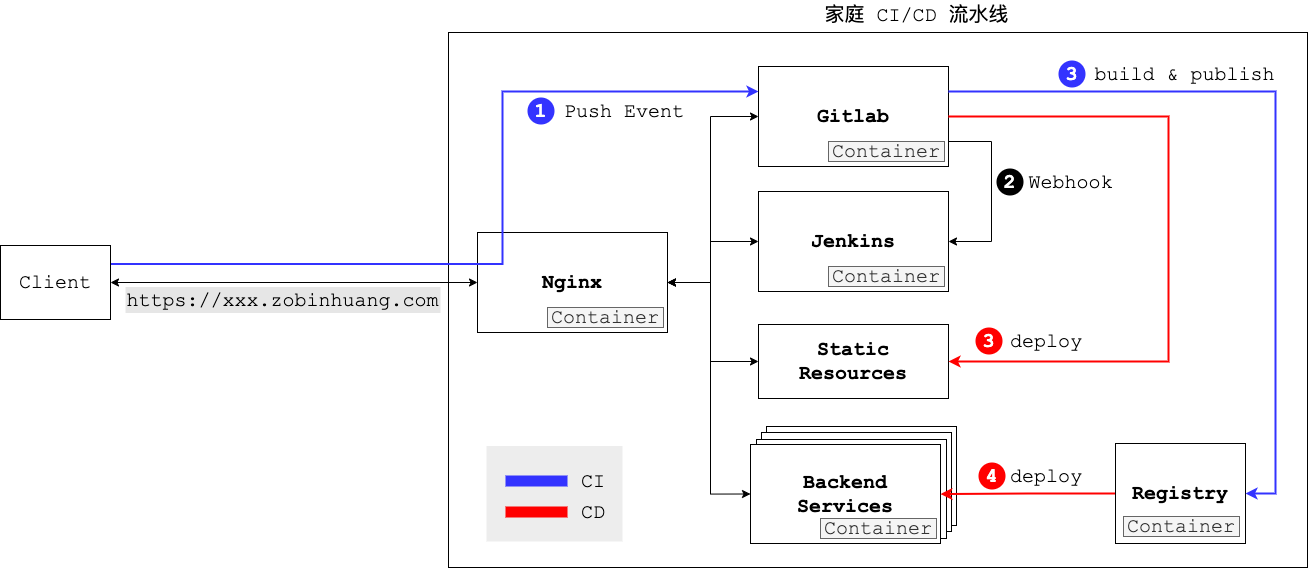 家庭 CI/CD 流水线
3 build & publish
1 Push Event
Gitlab
Container
2 Webhook
Jenkins
Container
Client
https://xxx.zobinhuang.com
Nginx
Container
Static
Resources
3 deploy
CI
CD
Backend
Services
Container
4 deploy
Registry
Container